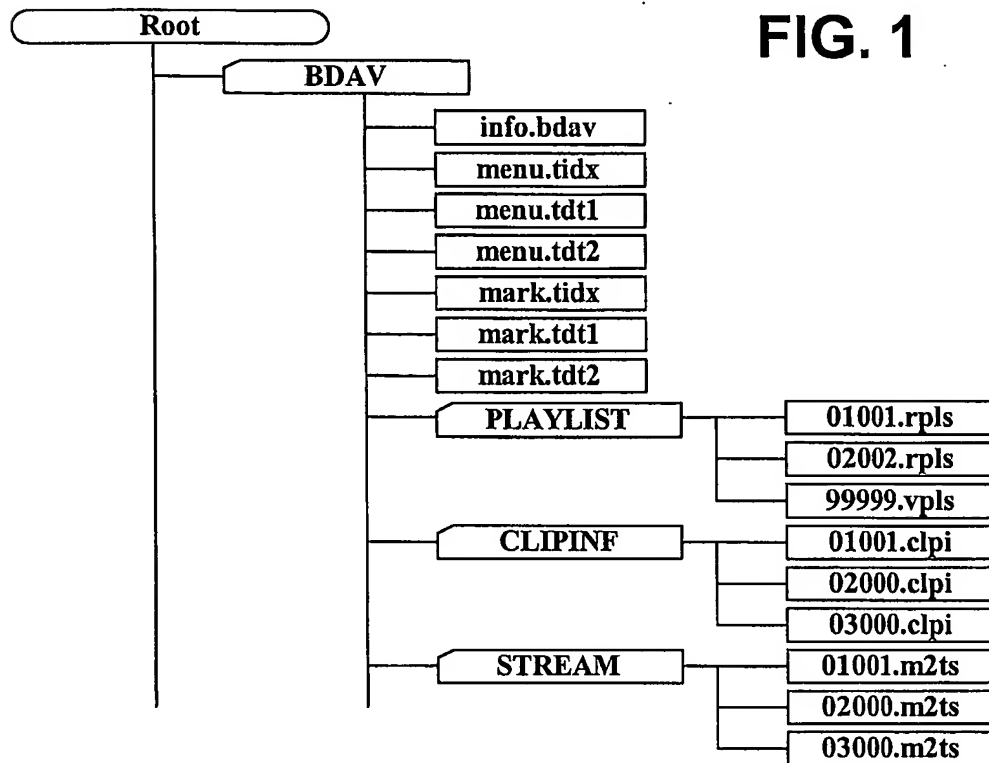 Root
FIG. 1
BDAV
info.bdav
menu.tidx
menu.tdt1
menu.tdt2
mark.tidx
mark.tdt1
mark.tdt2
PLAYLIST
01001.rpls
02002.rpls
99999.vpls
CLIPINF
01001.clpi
02000.clpi
03000.clpi
STREAM
01001.m2ts
02000.m2ts
03000.m2ts